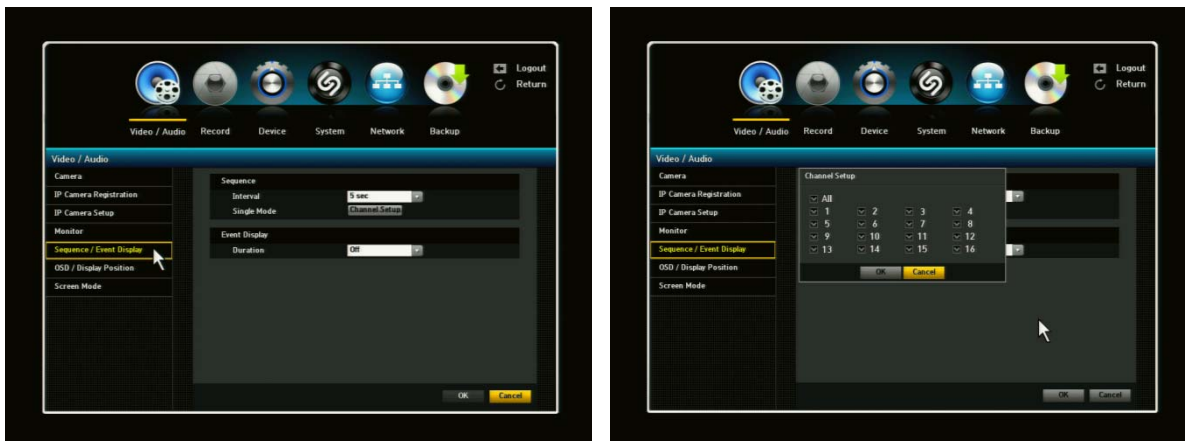 Logout
Return
Video / Audio Record Device System Network Backup
Video / Audio
Camera
IP Camera Registration
IP Camera Setup
Monitor
Sequence / Event Display
OSD / Display Position
Screen Mode
Sequence
Interval 5 sec
Single Mode Channel Setup
Event Display
Duration Off
OK Cancel
Logout
Return
Video / Audio Record Device System Network Backup
Video / Audio
Camera
IP Camera Registration
IP Camera Setup
Monitor
Sequence / Event Display
OSD / Display Position
Screen Mode
Channel Setup
All
1 2 3 4
5 6 7 8
9 10 11 12
13 14 15 16
OK Cancel
OK Cancel